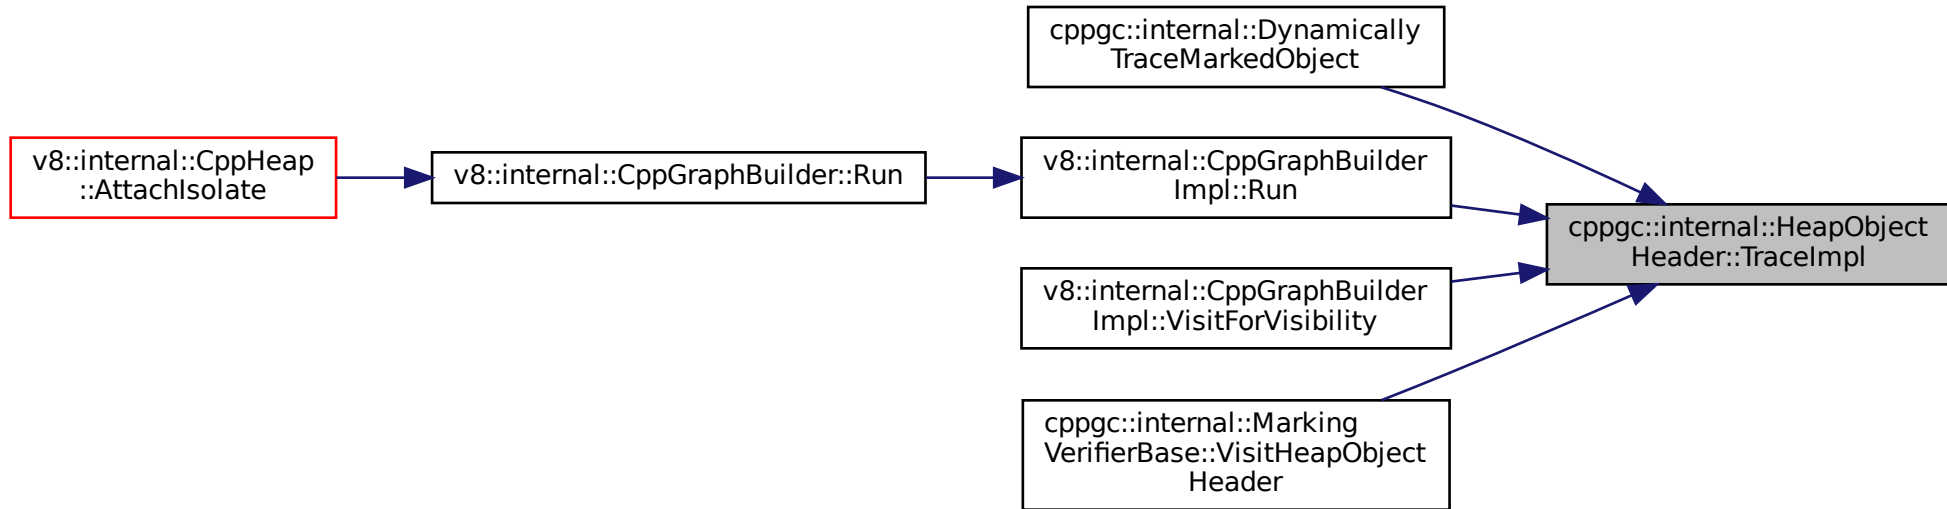 cppgc::internal::Dynamically
TraceMarkedObject
v8::internal::CppHeap
::AttachIsolate
v8::internal::CppGraphBuilder::Run
v8::internal::CppGraphBuilder
Impl::Run
cppgc::internal::HeapObject
Header::TraceImpl
v8::internal::CppGraphBuilder
Impl::VisitForVisibility
cppgc::internal::Marking
VerifierBase::VisitHeapObject
Header